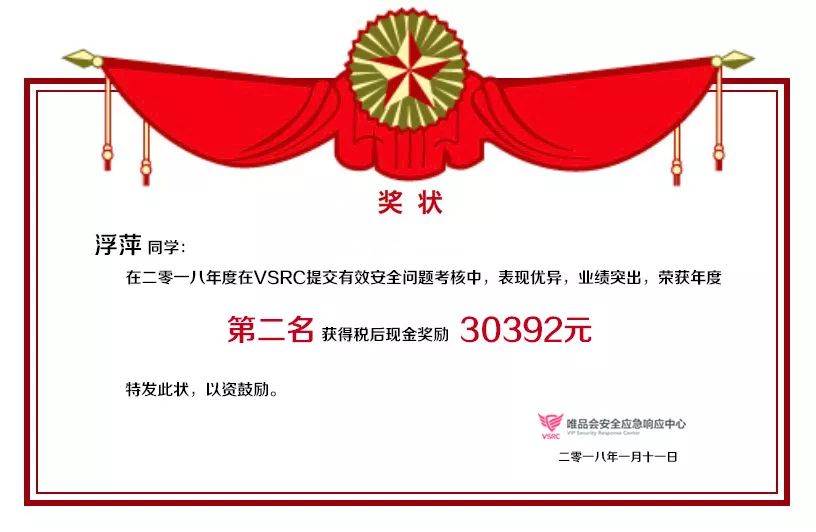 奖 状
浮萍 同学：
在二零一八年度在VSRC提交有效安全问题考核中，表现优异，业绩突出，荣获年度
第二名 获得税后现金奖励 30392元
特发此状，以资鼓励。
唯品会安全应急响应中心
VSRC VIP Security Response Center
二零一八年一月十一日